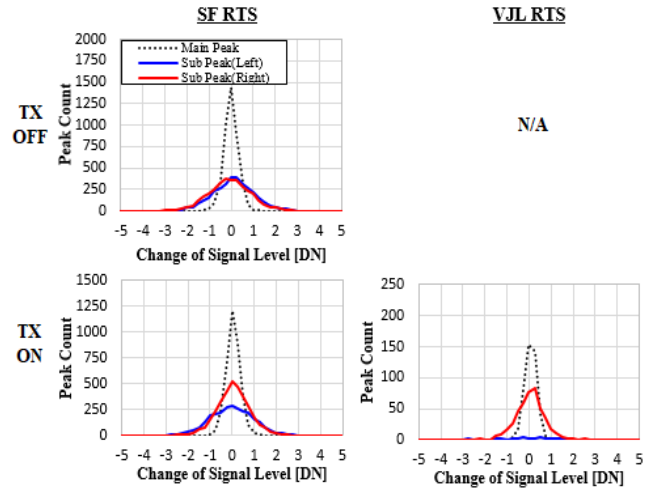 SF RTS
VJL RTS
TX
OFF
Peak Count
2000
1750
1500
1250
1000
750
500
250
0
Main Peak
Sub Peak(Left)
Sub Peak(Right)
-5 -4 -3 -2 -1 0 1 2 3 4 5
Change of Signal Level [DN]
N/A
TX
ON
Peak Count
1500
1250
1000
750
500
250
0
-5 -4 -3 -2 -1 0 1 2 3 4 5
Change of Signal Level [DN]
Peak Count
250
200
150
100
50
0
-5 -4 -3 -2 -1 0 1 2 3 4 5
Change of Signal Level [DN]